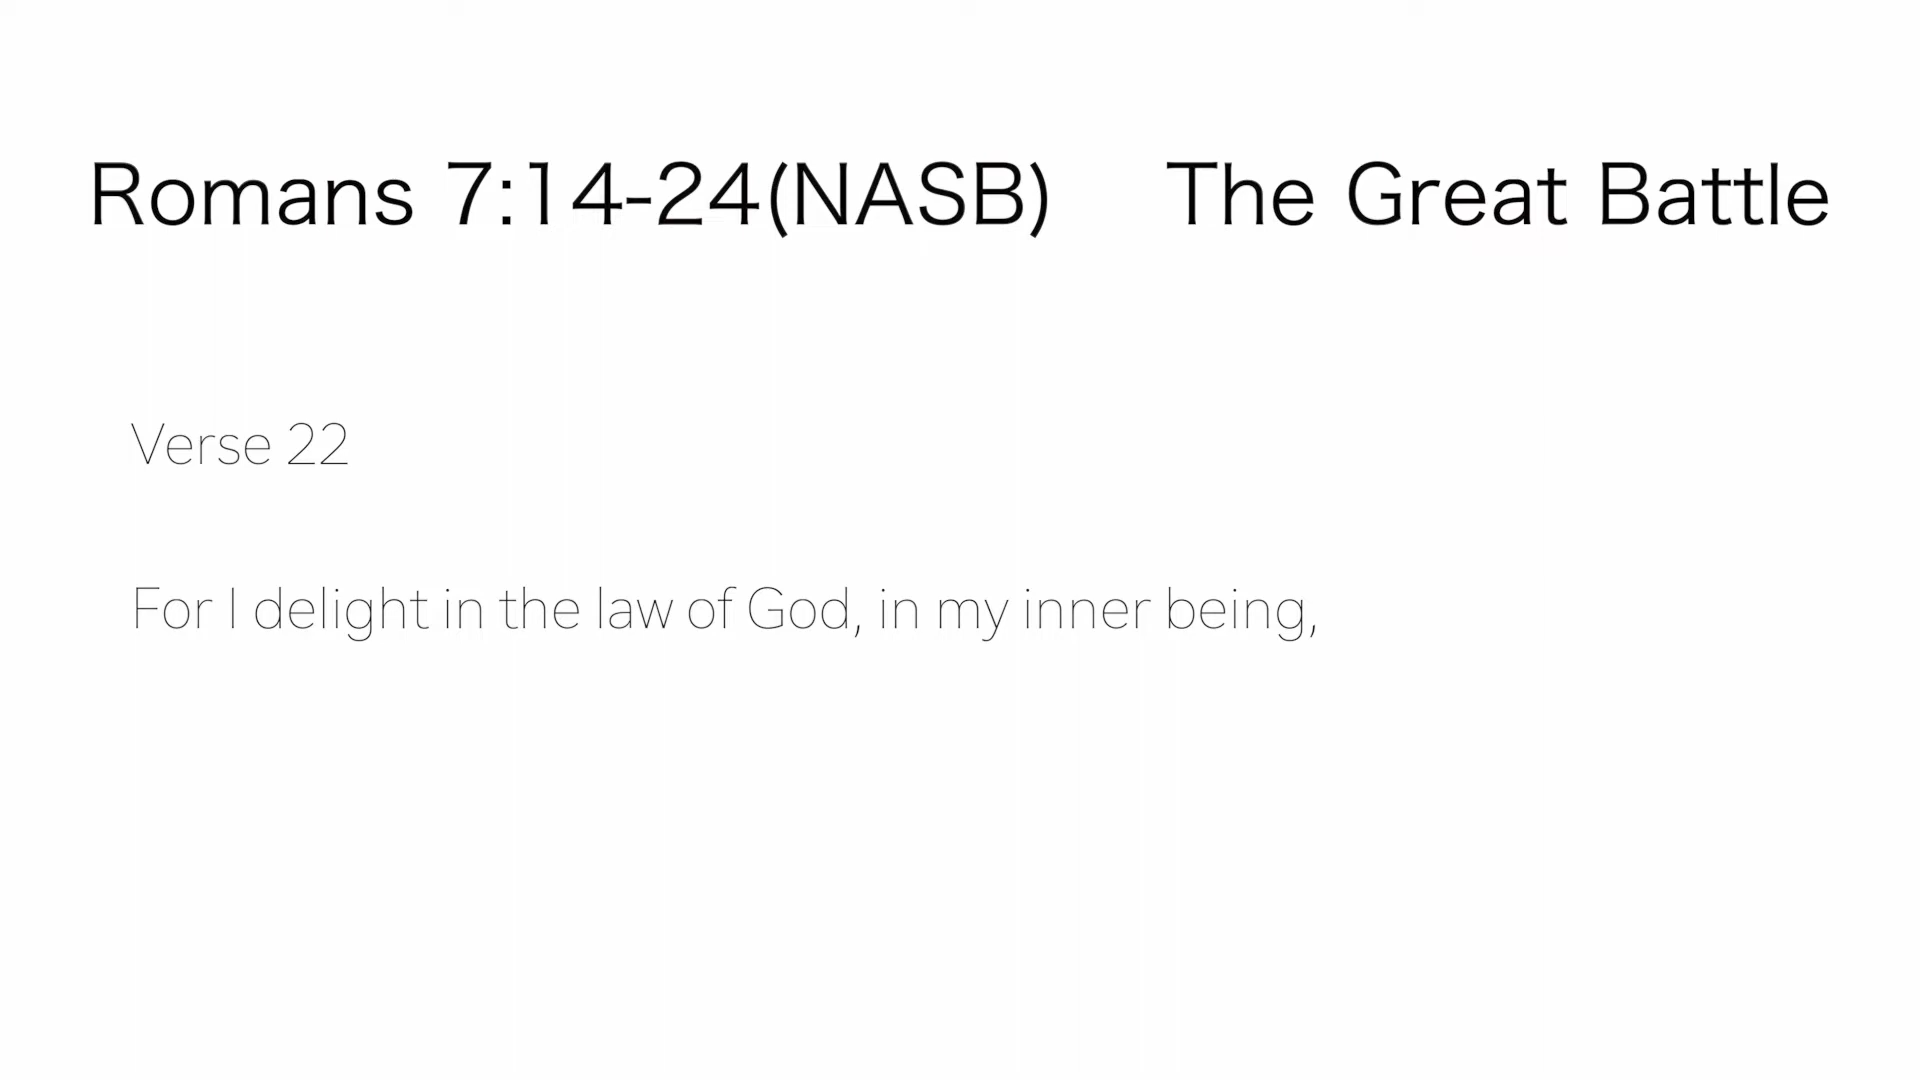 Romans 7:14-24(NASB) The Great Battle
Verse 22
For I delight in the law of God, in my inner being,